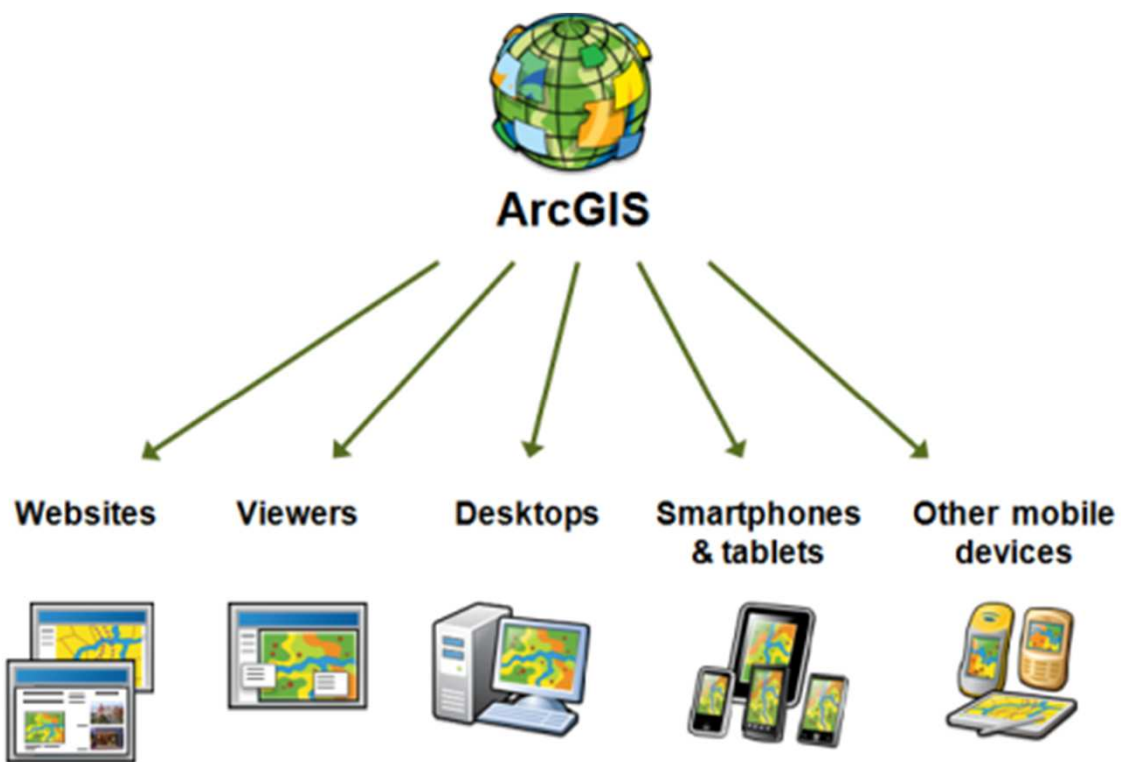 ArcGIS
Websites
Viewers
Desktops
Smartphones
& tablets
Other mobile
devices